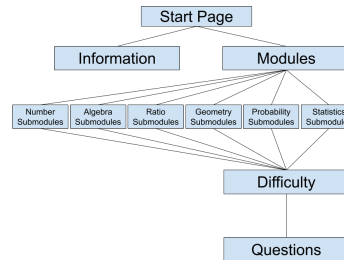 Start Page
Information
Modules
Number
Submodules
Algebra
Submodules
Ratio
Submodules
Geometry
Submodules
Probability
Submodules
Statistics
Submodul
Difficulty
Questions